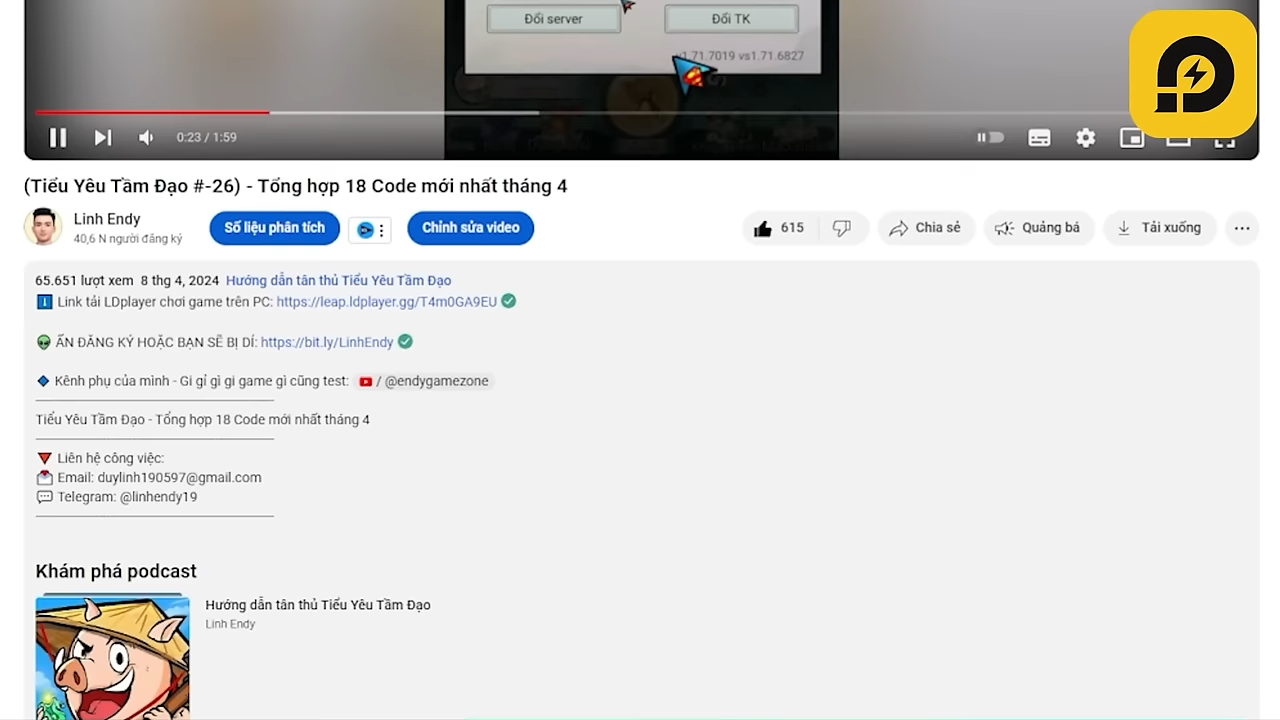 Đổi server
Đổi TK
v1.71.7019 vs1.71.6827
0:23 / 1:59
(Tiểu Yêu Tầm Đạo #-26) - Tổng hợp 18 Code mới nhất tháng 4
Linh Endy
40,6 N người đăng ký
Số liệu phân tích
Chỉnh sửa video
615
Chia sẻ
Quảng bá
Tải xuống
65.651 lượt xem 8 thg 4, 2024 Hướng dẫn tân thủ Tiểu Yêu Tầm Đạo
Link tải LDplayer chơi game trên PC: https://leap.ldplayer.gg/T4m0GA9EU
ẤN ĐĂNG KÝ HOẶC BẠN SẼ BỊ DÍ: https://bit.ly/LinhEndy
Kênh phụ của mình - Gi gỉ gì gi game gì cũng test: / @endygamezone
Tiểu Yêu Tầm Đạo - Tổng hợp 18 Code mới nhất tháng 4
Liên hệ công việc:
Email: duylinh190597@gmail.com
Telegram: @linhendy19
Khám phá podcast
Hướng dẫn tân thủ Tiểu Yêu Tầm Đạo
Linh Endy